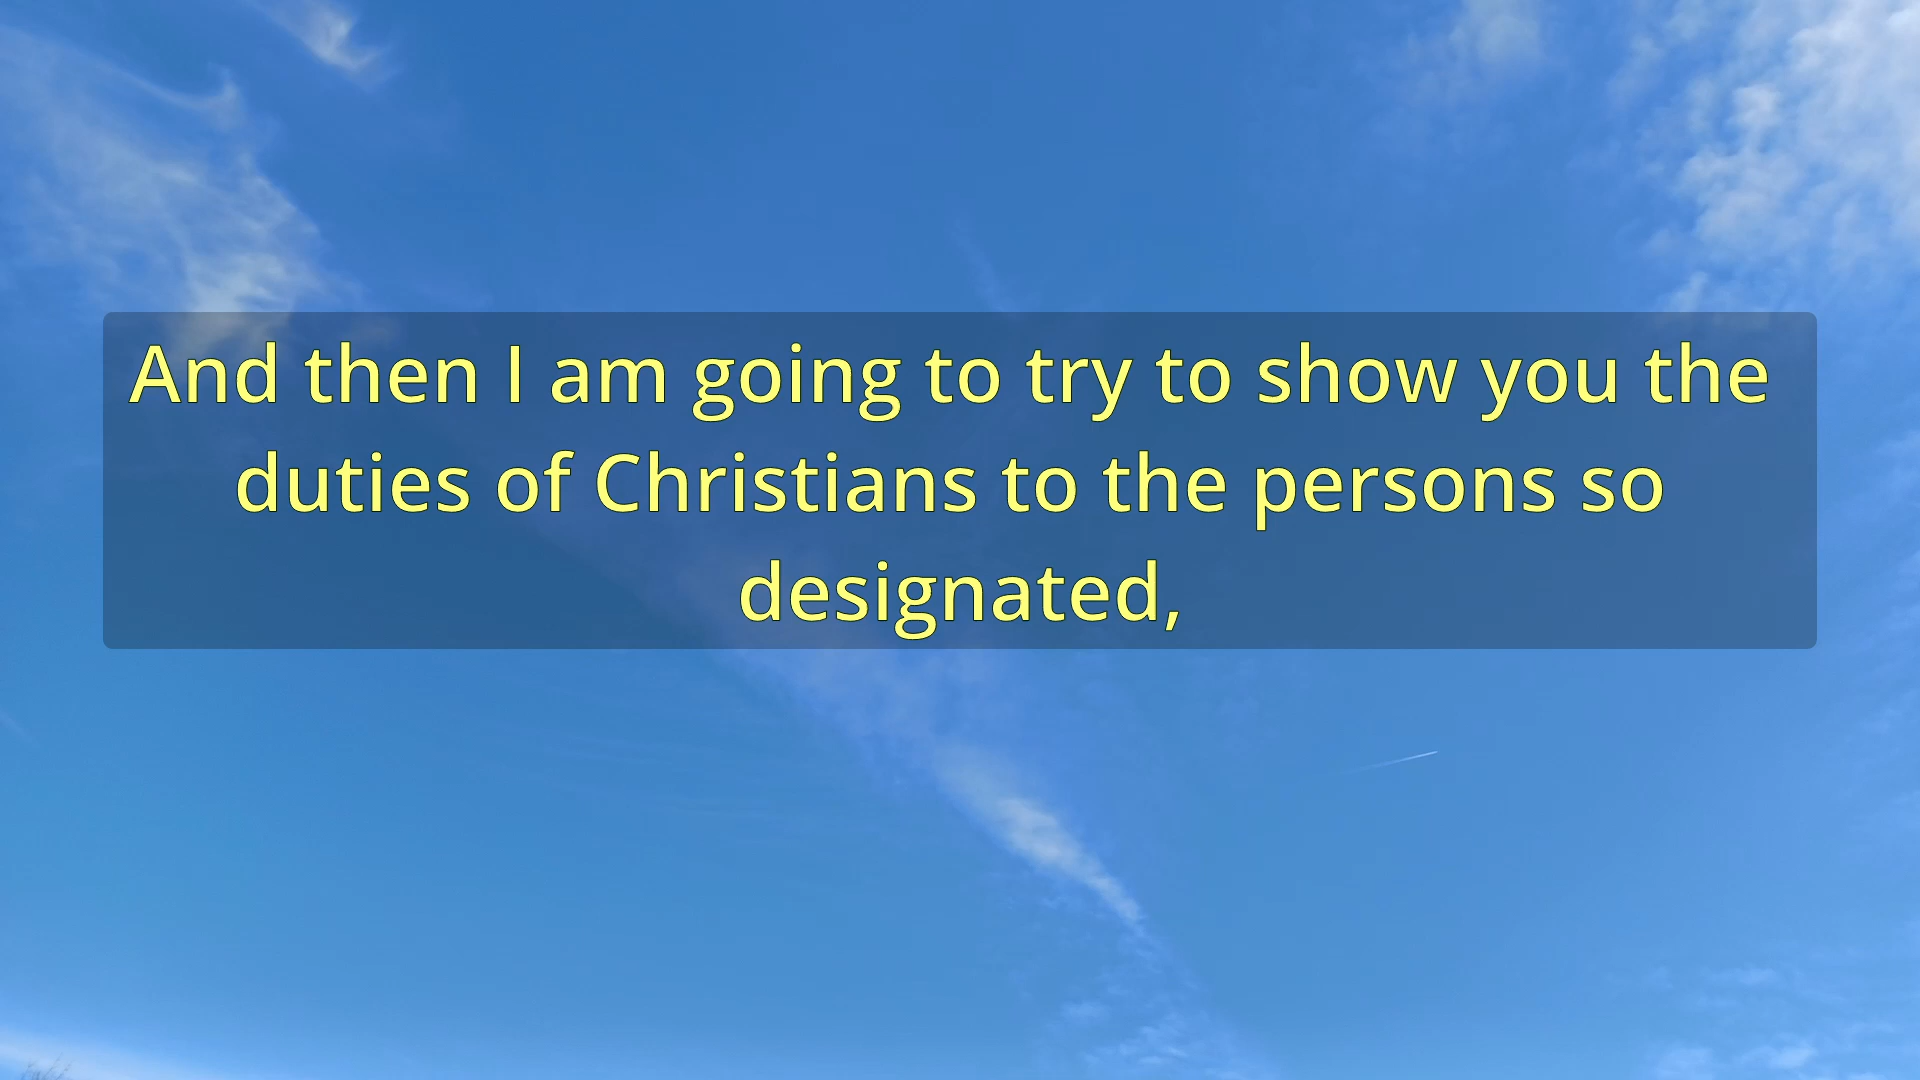 And then I am going to try to show you the
duties of Christians to the persons so
designated,